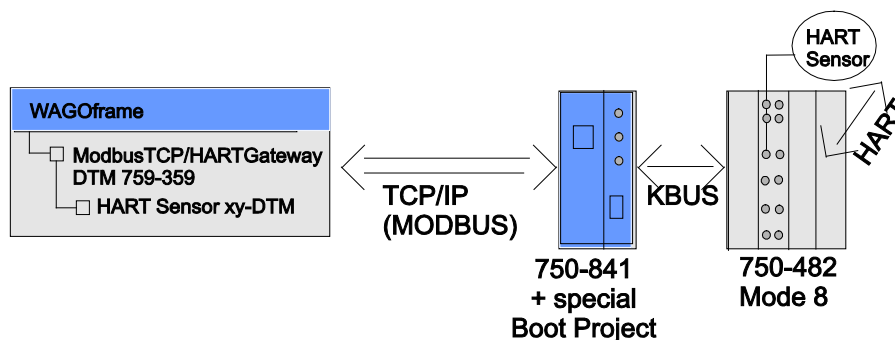 WAGOframe
ModbusTCP/HARTGateway
DTM 759-359
HART Sensor xy-DTM
TCP/IP
(MODBUS)
750-841
+ special
Boot Project
KBUS
HART
Sensor
HART
750-482
Mode 8